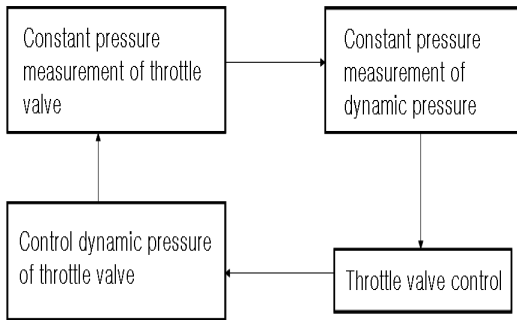 Constant pressure
measurement of throttle
valve
Constant pressure
measurement of
dynamic pressure
Control dynamic pressure
of throttle valve
Throttle valve control